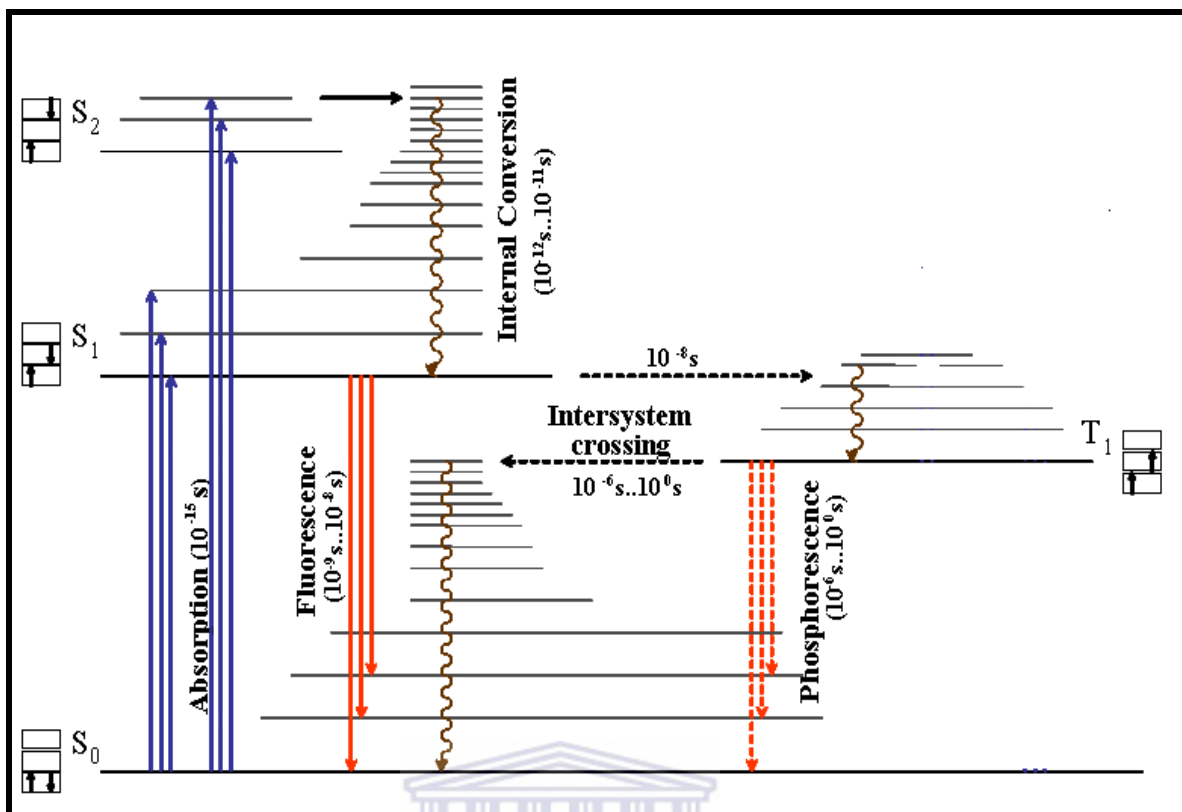 S₂
Internal Conversion
(10⁻¹²s..10⁻¹¹s)
S₁
10 ⁻⁸s
Intersystem
crossing
10 ⁻⁶s..10⁰s
T₁
Absorption (10⁻¹⁵ s)
Fluorescence
(10⁻⁹s..10⁻⁸s)
Phosphorescence
(10⁻⁶s..10⁰s)
S₀